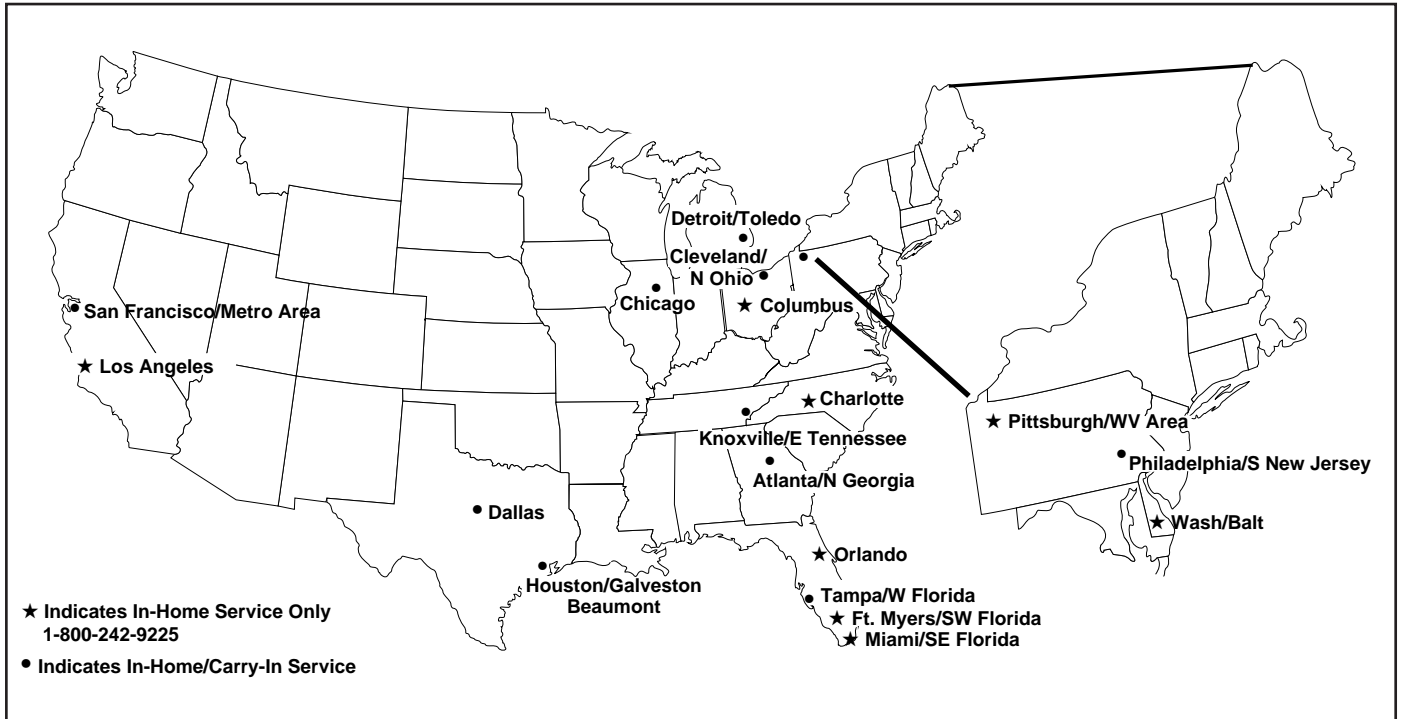 Detroit/Toledo
Cleveland/
N Ohio
Chicago
Columbus
San Francisco/Metro Area
Los Angeles
Charlotte
Knoxville/E Tennessee
Atlanta/N Georgia
Dallas
Houston/Galveston
Beaumont
Orlando
Tampa/W Florida
Ft. Myers/SW Florida
Miami/SE Florida
Pittsburgh/WV Area
Philadelphia/S New Jersey
Wash/Balt
★ Indicates In-Home Service Only
1-800-242-9225
• Indicates In-Home/Carry-In Service